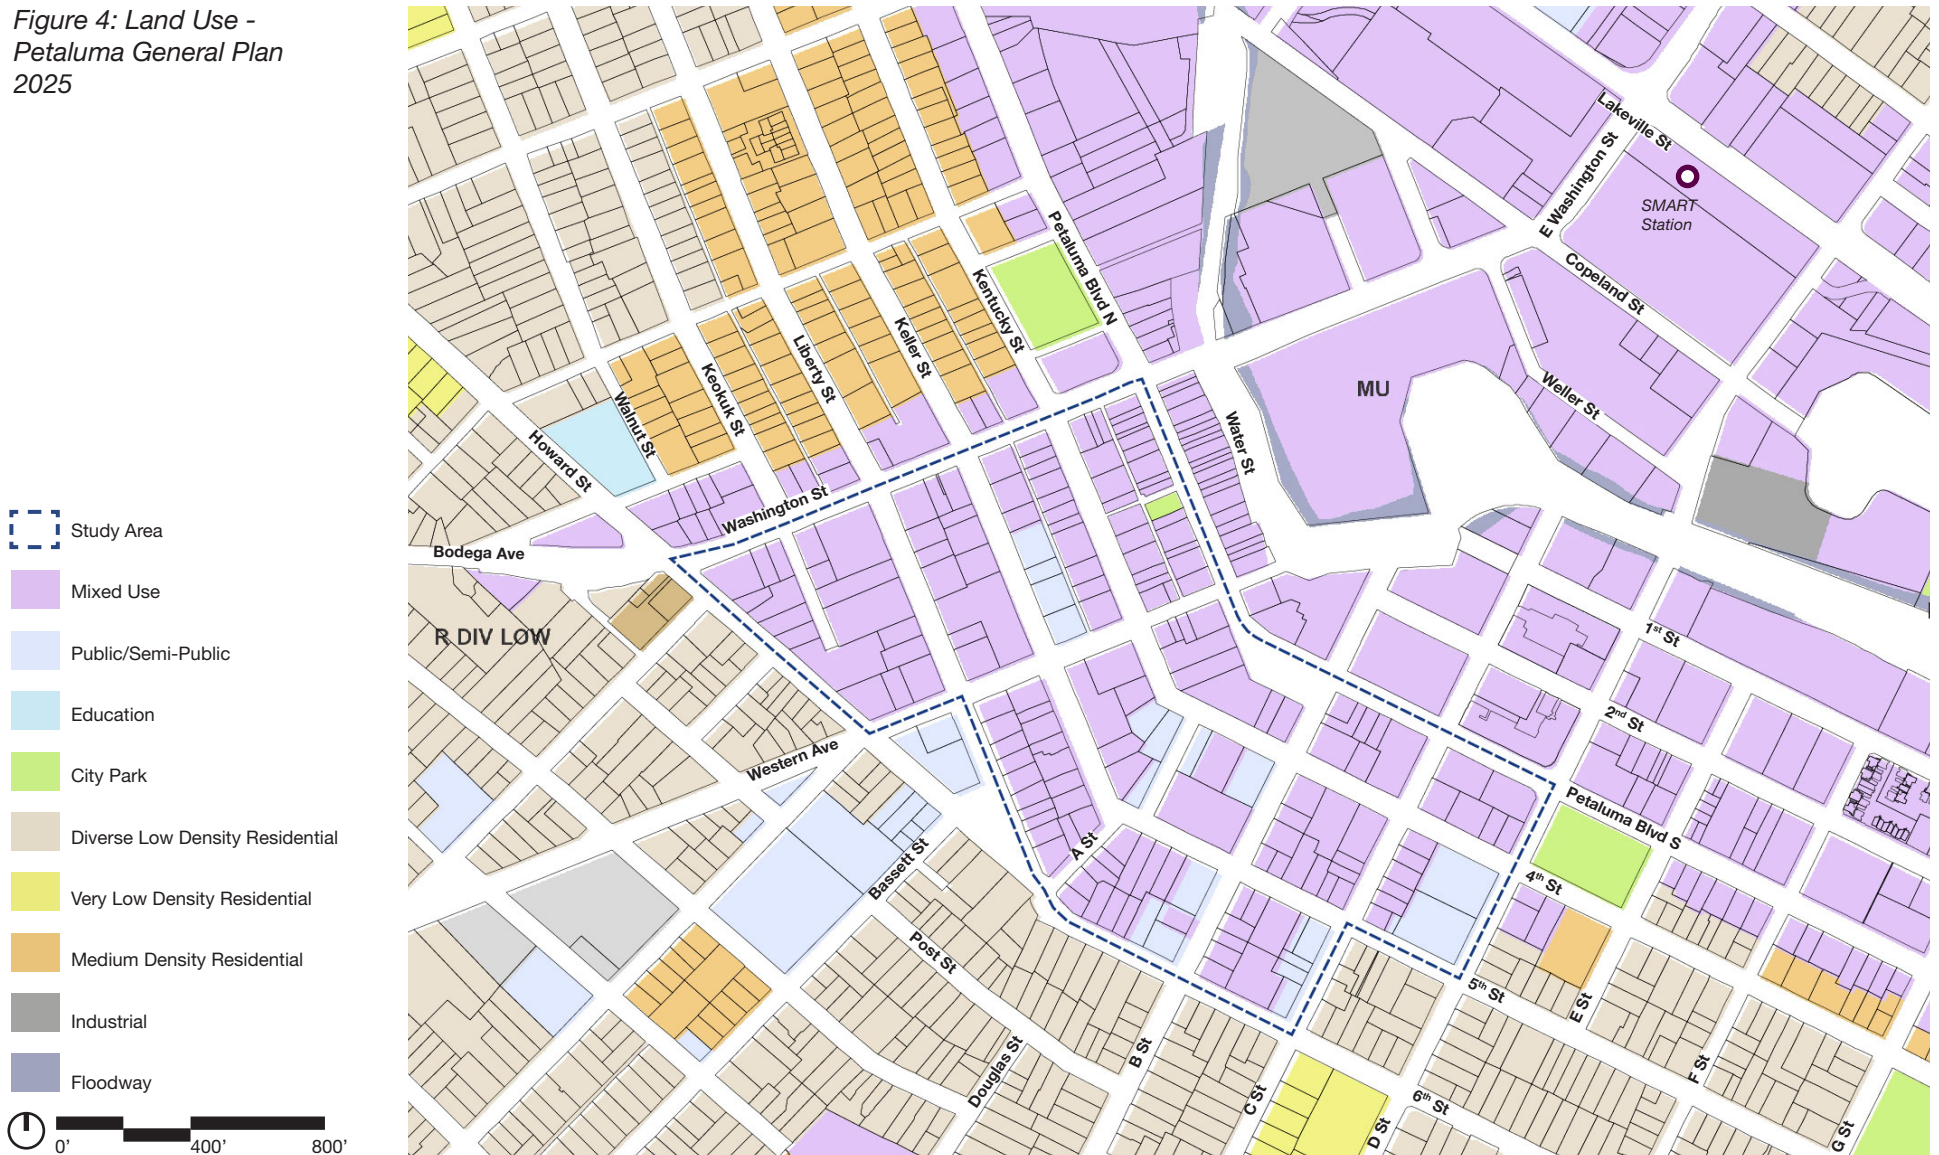 Figure 4: Land Use -
Petaluma General Plan
2025
Study Area
Mixed Use
Public/Semi-Public
Education
City Park
Diverse Low Density Residential
Very Low Density Residential
Medium Density Residential
Industrial
Floodway
0'
400'
800'
Lakeville St
E Washington St
SMART
Station
Petaluma Blvd N
Copeland St
Kentucky St
Keller St
Liberty St
Keokuk St
Walnut St
Howard St
MU
Weller St
Water St
Washington St
Bodega Ave
R DIV LOW
1st St
2nd St
Western Ave
Petaluma Blvd S
A St
Bassett St
4th St
Post St
5th St
E St
Douglas St
B St
F St
C St
6th St
D St
G St